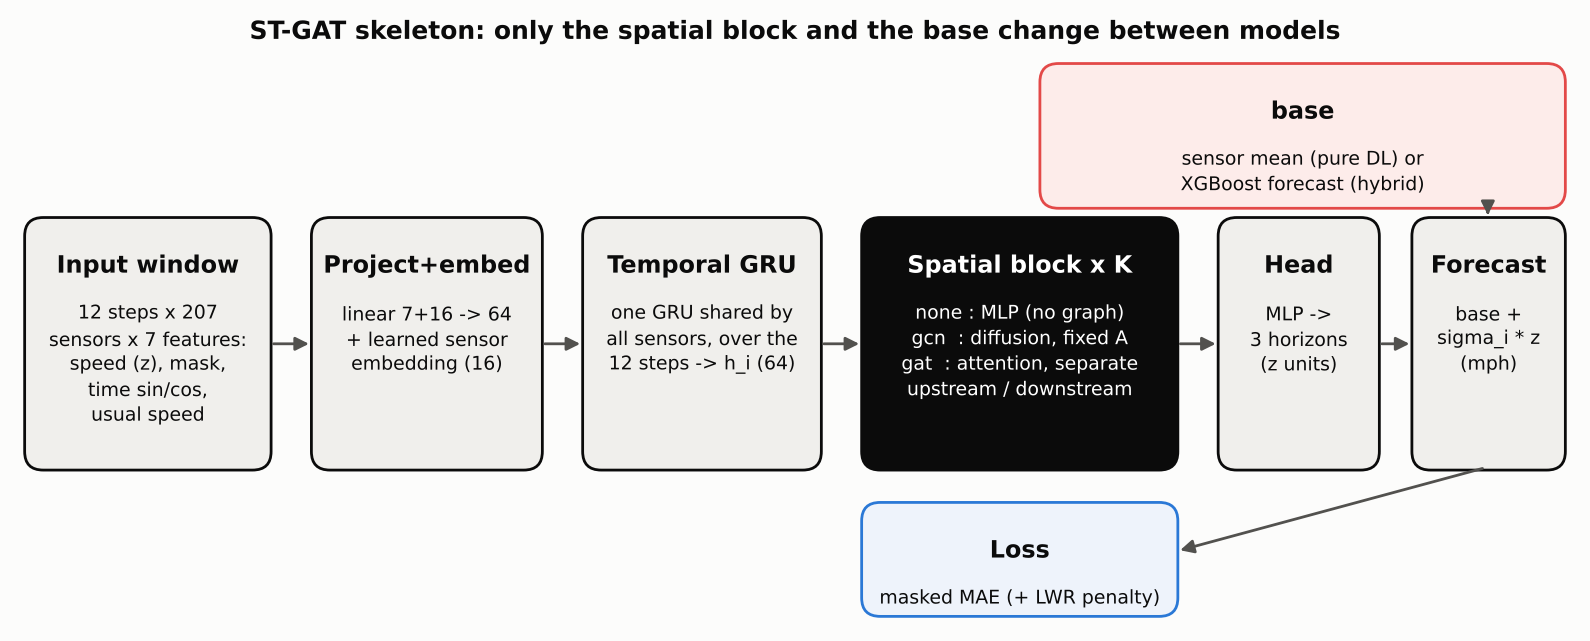 ST-GAT skeleton: only the spatial block and the base change between models
base
sensor mean (pure DL) or
XGBoost forecast (hybrid)
Input window
12 steps x 207
sensors x 7 features:
speed (z), mask,
time sin/cos,
usual speed
Project+embed
linear 7+16 -> 64
+ learned sensor
embedding (16)
Temporal GRU
one GRU shared by
all sensors, over the
12 steps -> h_i (64)
Spatial block x K
none : MLP (no graph)
gcn  : diffusion, fixed A
gat  : attention, separate
upstream / downstream
Head
MLP ->
3 horizons
(z units)
Forecast
base +
sigma_i * z
(mph)
Loss
masked MAE (+ LWR penalty)